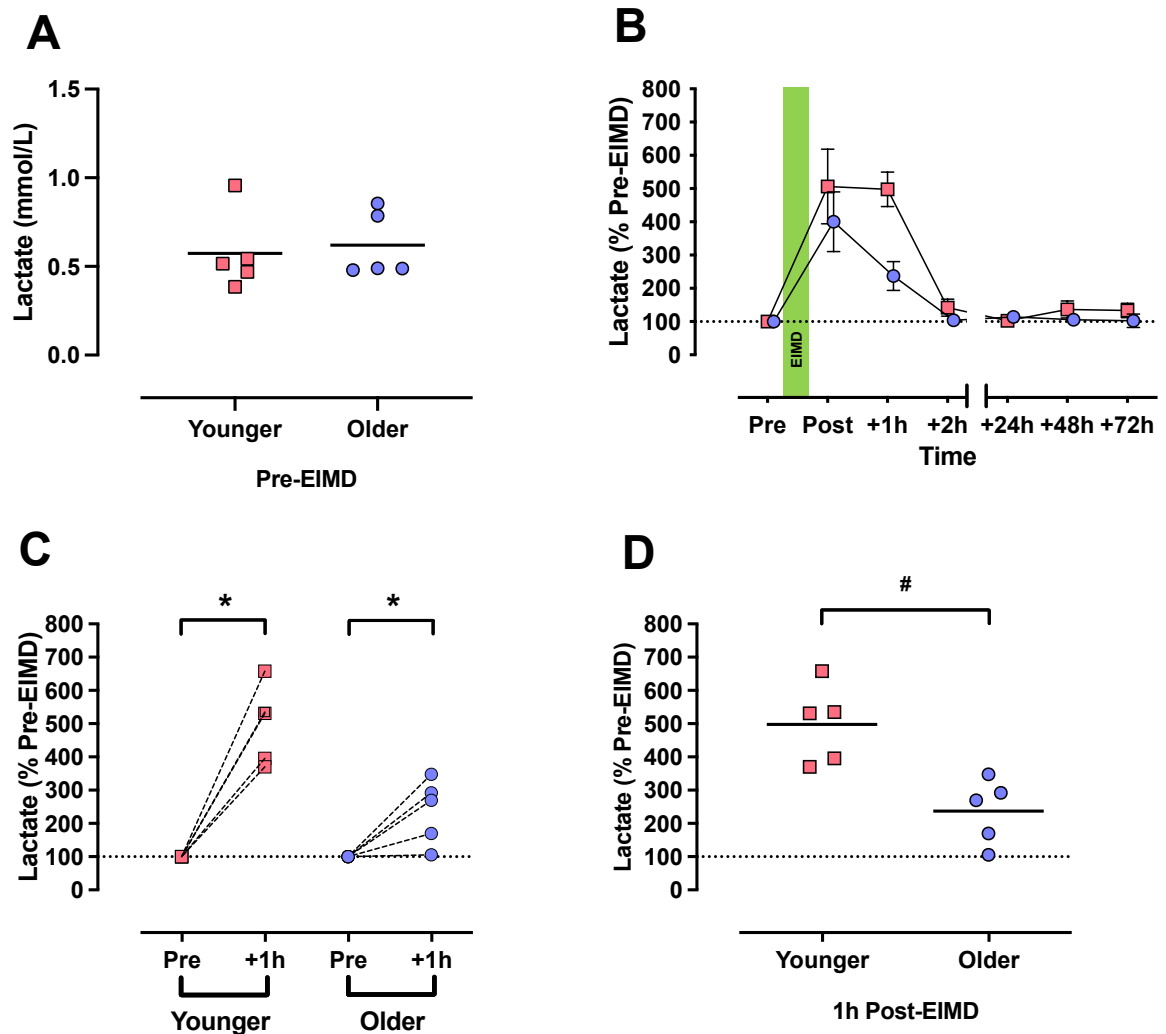 A
Lactate (mmol/L)
1.5
1.0
0.5
0.0
Younger Older
Pre-EIMD
B
Lactate (% Pre-EIMD)
800
700
600
500
400
300
200
100
0
EIMD
Pre Post +1h +2h +24h +48h +72h
Time
C
Lactate (% Pre-EIMD)
800
700
600
500
400
300
200
100
0
* *
Pre +1h Pre +1h
Younger Older
D
Lactate (% Pre-EIMD)
800
700
600
500
400
300
200
100
0
#
Younger Older
1h Post-EIMD